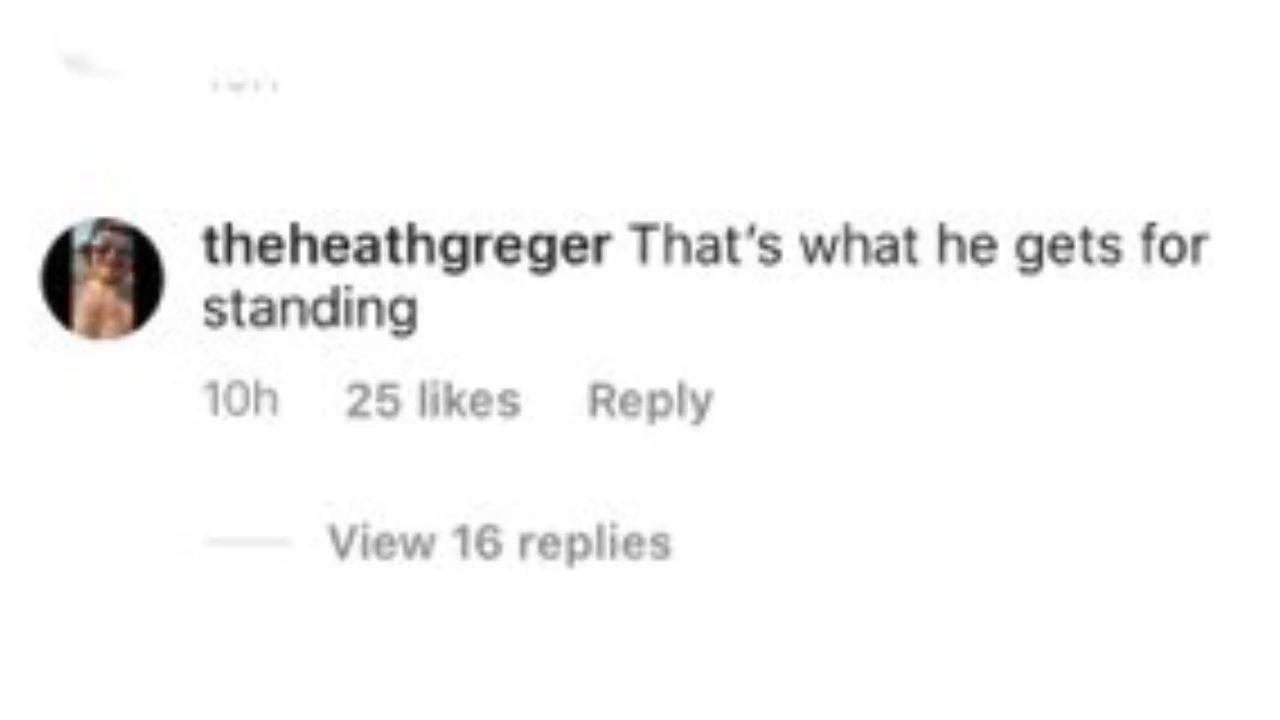 theheathgreger That’s what he gets for
standing
10h 25 likes Reply
View 16 replies